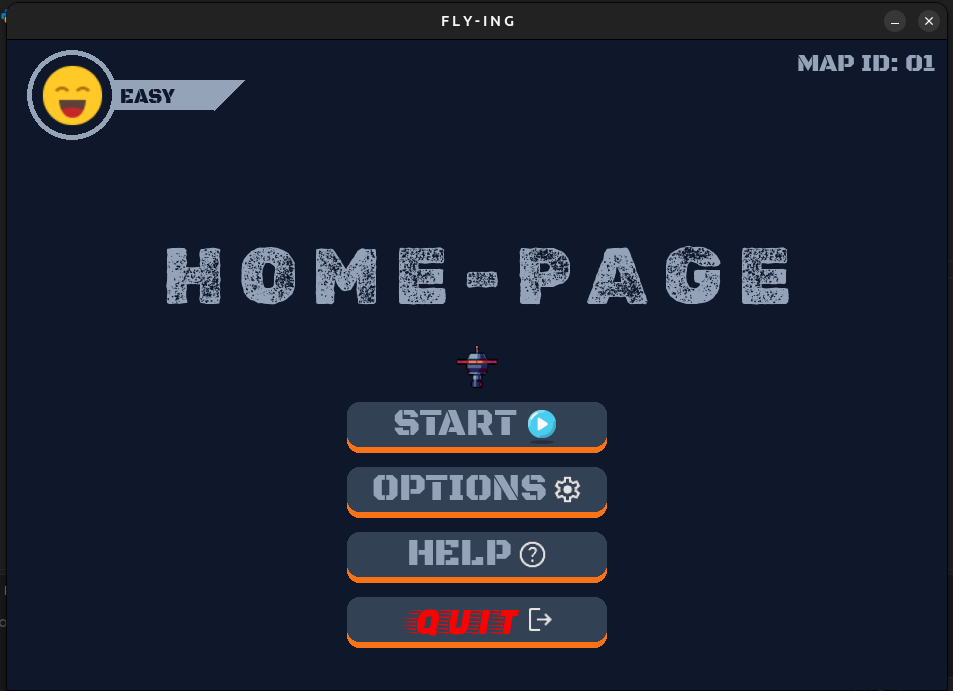 FLY-ING
EASY
MAP ID: 01
HOME-PAGE
START
OPTIONS
HELP
QUIT